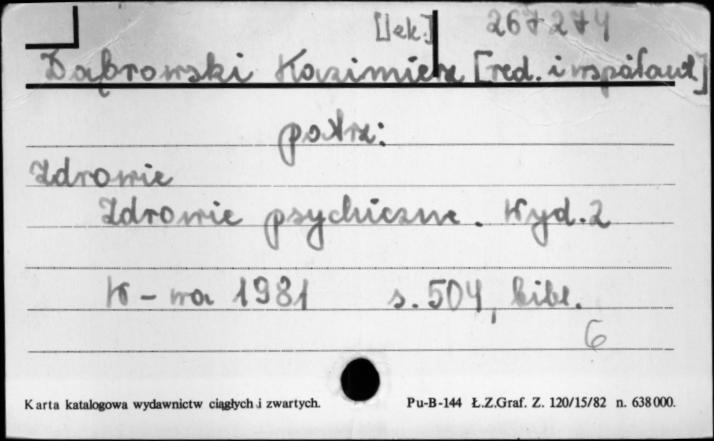 [lek.] 267274
Dąbrowski Kazimierz [red. i współaut]
patrz:
Zdrowie
Zdrowie psychiczne. Wyd. 2
W-wa 1981 s. 504, bibl.
6
Karta katalogowa wydawnictw ciągłych i zwartych. Pu-B-144 Ł.Z.Graf. Z. 120/15/82 n. 638000.